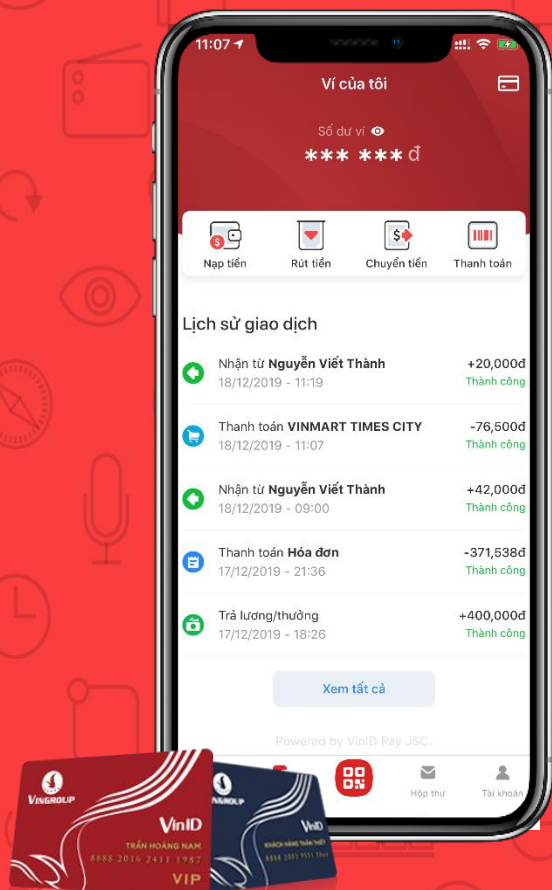 11:07
Ví của tôi
Số dư ví
*** *** đ
Nạp tiền
Rút tiền
Chuyển tiền
Thanh toán
Lịch sử giao dịch
Nhận từ Nguyễn Viết Thành +20,000đ
18/12/2019 - 11:19 Thành công
Thanh toán VINMART TIMES CITY -76,500đ
18/12/2019 - 11:07 Thành công
Nhận từ Nguyễn Viết Thành +42,000đ
18/12/2019 - 09:00 Thành công
Thanh toán Hóa đơn -371,538đ
17/12/2019 - 21:36 Thành công
Trả lương/thưởng +400,000đ
17/12/2019 - 18:26 Thành công
Xem tất cả
Powered by VinID Pay JSC.
Hộp thư
Tài khoản
VINGROUP
VinID
TRẦN HOÀNG NAM
8888 2016 2411 1987
VIP
VinID
KHÁCH HÀNG THÂN THIẾT